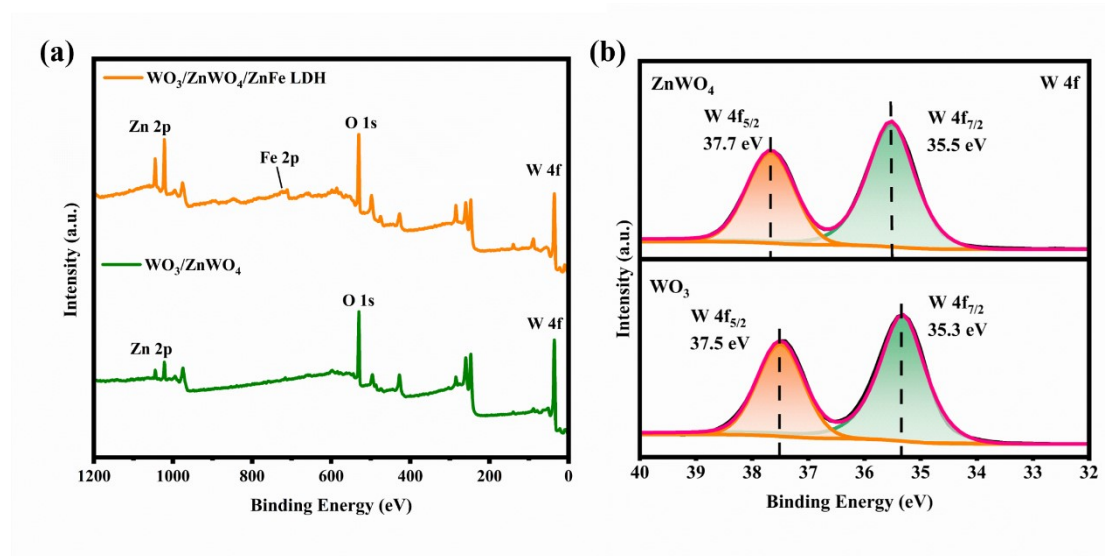 (a)
WO₃/ZnWO₄/ZnFe LDH
Zn 2p
Fe 2p
O 1s
W 4f
WO₃/ZnWO₄
Zn 2p
O 1s
W 4f
Intensity (a.u.)
1200 1000 800 600 400 200 0
Binding Energy (eV)
(b)
ZnWO₄
W 4f
W 4f₅/₂
37.7 eV
W 4f₇/₂
35.5 eV
WO₃
W 4f₅/₂
37.5 eV
W 4f₇/₂
35.3 eV
Intensity (a.u.)
40 39 38 37 36 35 34 33 32
Binding Energy (eV)